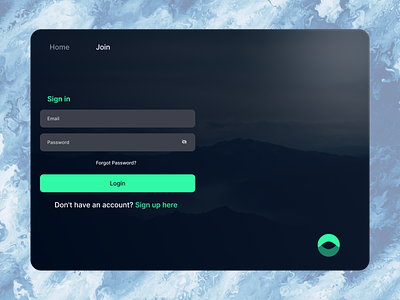 Home Join
Sign in
Email
Password
Forgot Password?
Login
Don't have an account? Sign up here